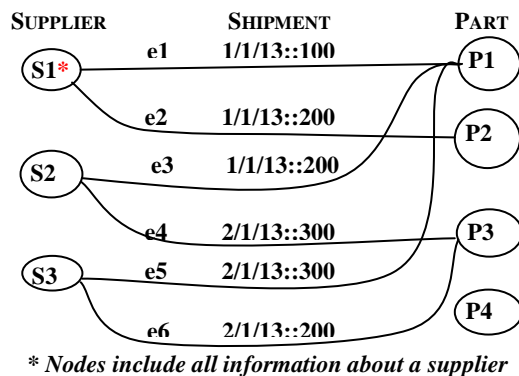 SUPPLIER SHIPMENT PART
e1 1/1/13::100
S1* P1
e2 1/1/13::200
P2
e3 1/1/13::200
S2
e4 2/1/13::300
P3
e5 2/1/13::300
S3
P4
e6 2/1/13::200
* Nodes include all information about a supplier